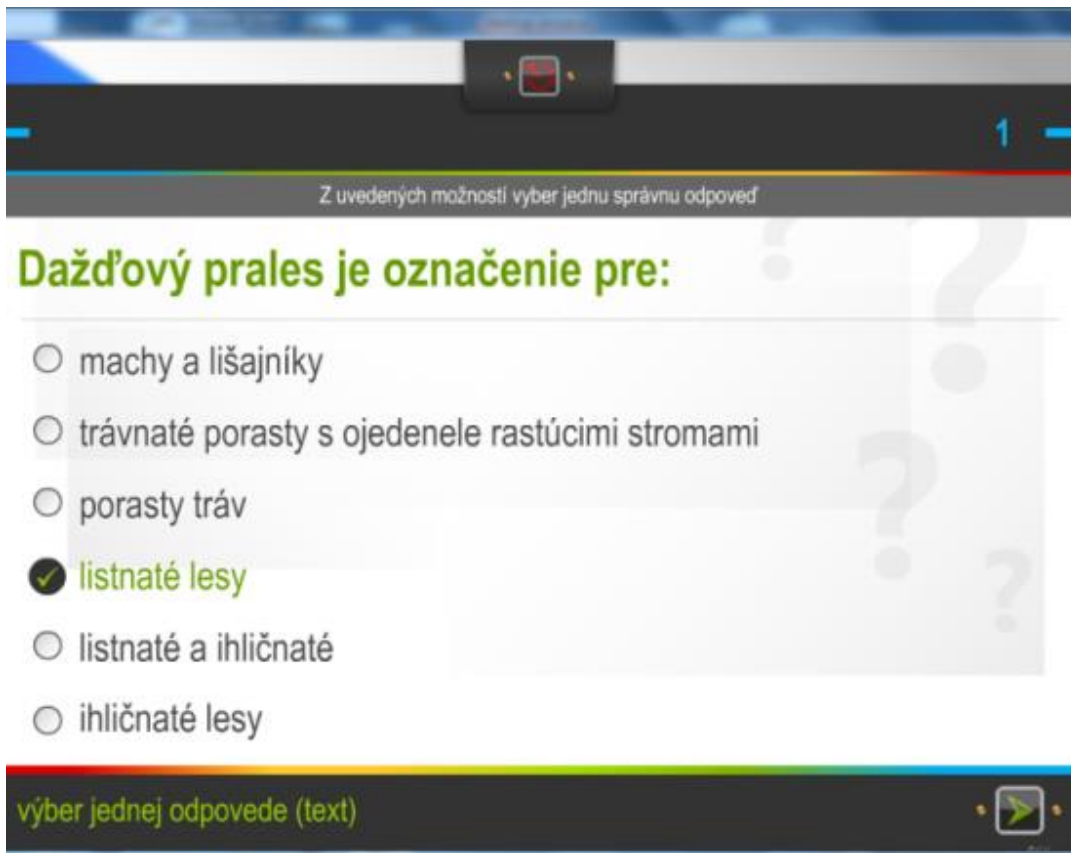 1
Z uvedených možností vyber jednu správnu odpoveď
Dažďový prales je označenie pre:
machy a lišajníky
trávnaté porasty s ojedenele rastúcimi stromami
porasty tráv
listnaté lesy
listnaté a ihličnaté
ihličnaté lesy
výber jednej odpovede (text)